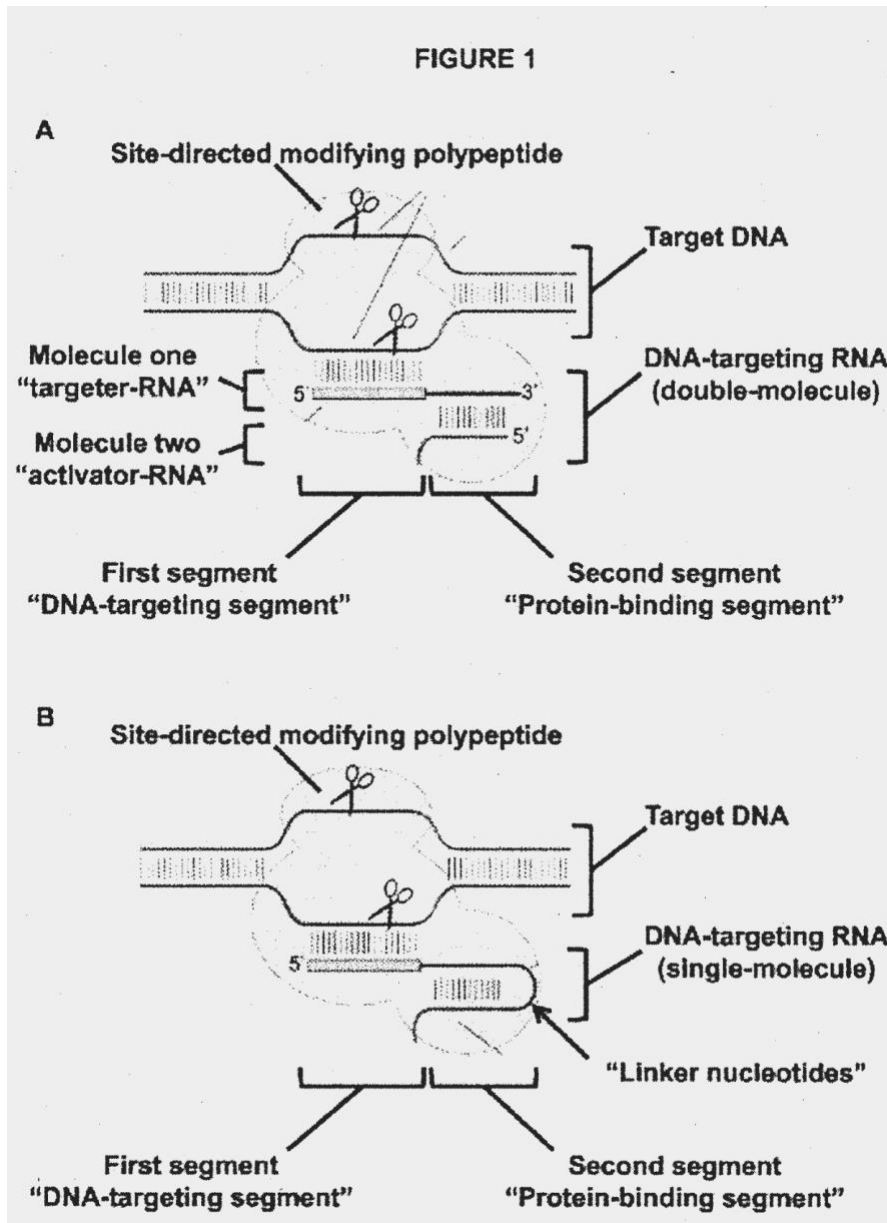 FIGURE 1
A
Site-directed modifying polypeptide
Target DNA
Molecule one
“targeter-RNA”
DNA-targeting RNA
(double-molecule)
5'
3'
Molecule two
“activator-RNA”
5'
First segment
“DNA-targeting segment”
Second segment
“Protein-binding segment”
B
Site-directed modifying polypeptide
Target DNA
5'
DNA-targeting RNA
(single-molecule)
“Linker nucleotides”
First segment
“DNA-targeting segment”
Second segment
“Protein-binding segment”